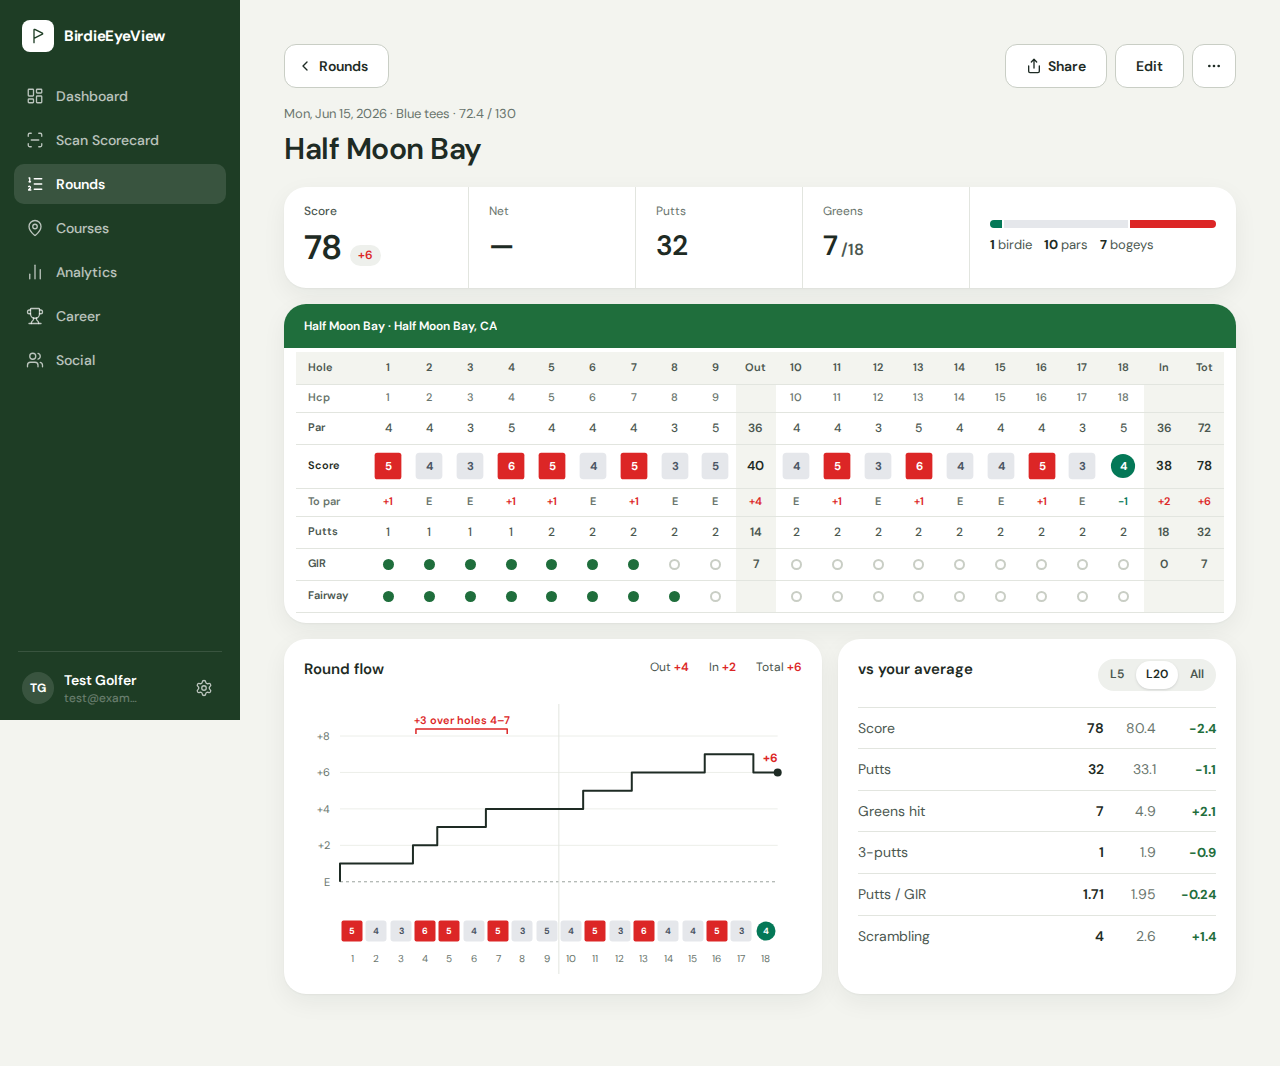 BirdieEyeView
Dashboard
Scan Scorecard
Rounds
Courses
Analytics
Career
Social
TG
Test Golfer
test@exam...
Rounds
Share
Edit
Mon, Jun 15, 2026 · Blue tees · 72.4 / 130
Half Moon Bay
Score
78 +6
Net
—
Putts
32
Greens
7 /18
1 birdie 10 pars 7 bogeys
Half Moon Bay · Half Moon Bay, CA
Hole 1 2 3 4 5 6 7 8 9 Out 10 11 12 13 14 15 16 17 18 In Tot
Hcp 1 2 3 4 5 6 7 8 9 10 11 12 13 14 15 16 17 18
Par 4 4 3 5 4 4 4 3 5 36 4 4 3 5 4 4 4 3 5 36 72
Score 5 4 3 6 5 4 5 3 5 40 4 5 3 6 4 4 5 3 4 38 78
To par +1 E E +1 +1 E +1 E E +4 E +1 E +1 E E +1 E -1 +2 +6
Putts 1 1 1 1 2 2 2 2 2 14 2 2 2 2 2 2 2 2 2 18 32
GIR 7 0 7
Fairway
Round flow
Out +4 In +2 Total +6
+3 over holes 4–7
+8
+6
+6
+4
+2
E
5 4 3 6 5 4 5 3 5 4 5 3 6 4 4 5 3 4
1 2 3 4 5 6 7 8 9 10 11 12 13 14 15 16 17 18
vs your average
L5 L20 All
Score 78 80.4 -2.4
Putts 32 33.1 -1.1
Greens hit 7 4.9 +2.1
3-putts 1 1.9 -0.9
Putts / GIR 1.71 1.95 -0.24
Scrambling 4 2.6 +1.4